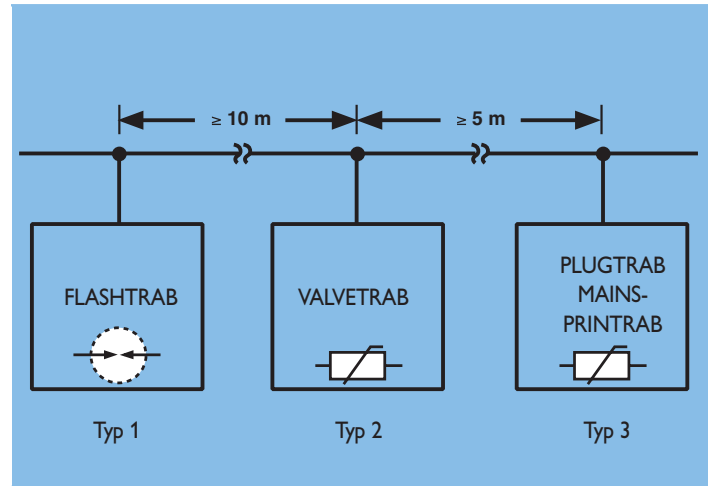 ≥ 10 m
≥ 5 m
FLASHTRAB
VALVETRAB
PLUGTRAB
MAINS-
PRINTRAB
Typ 1
Typ 2
Typ 3